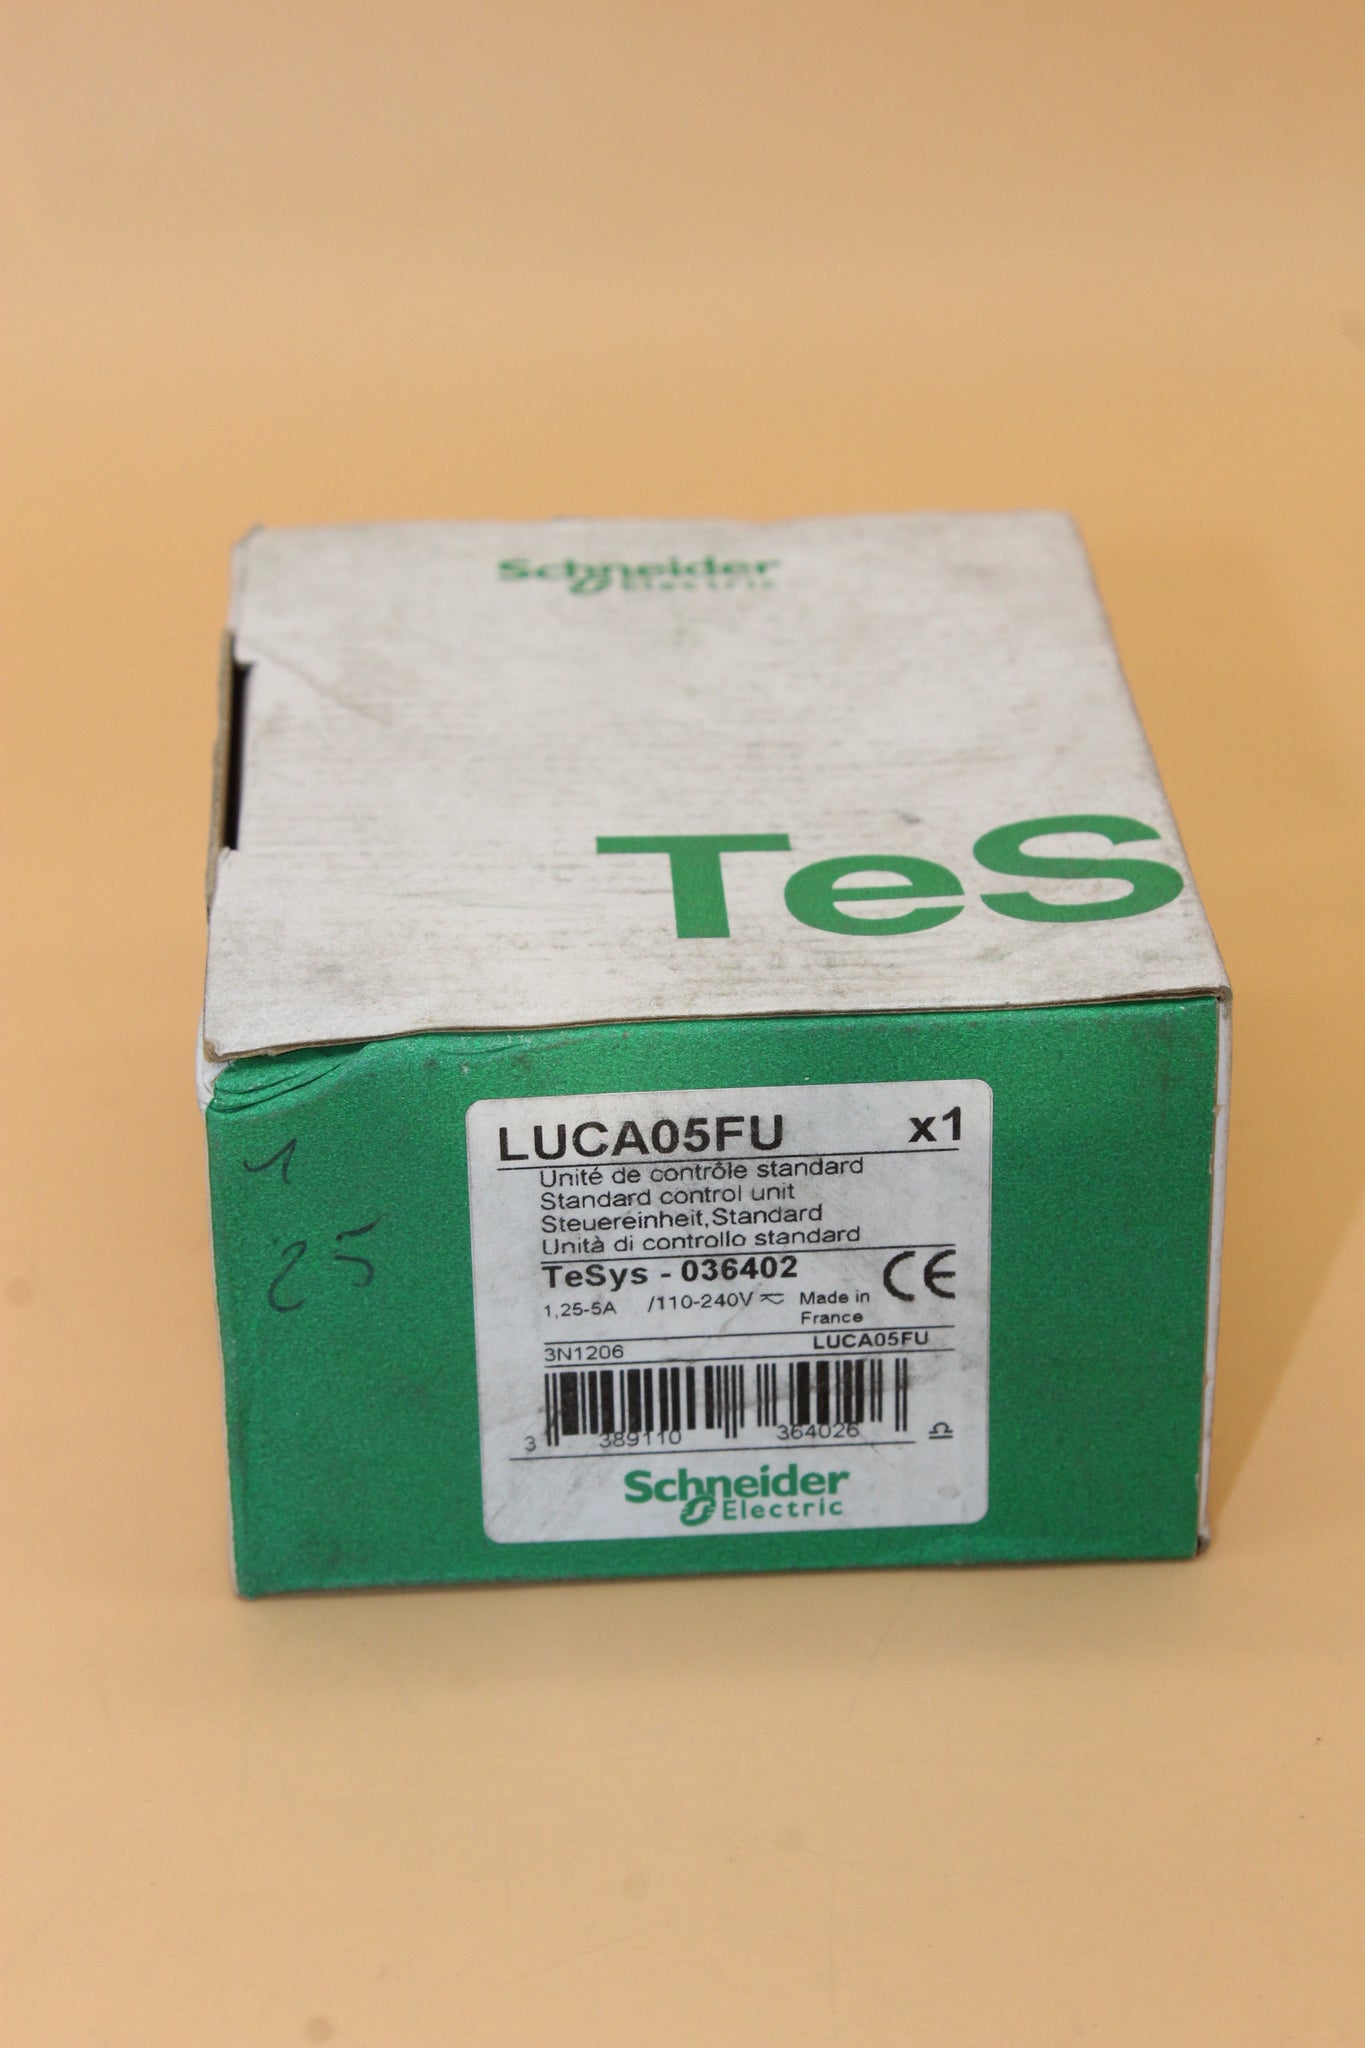 Schneider
Electric
TeS
1
25
LUCA05FU x1
Unité de contrôle standard
Standard control unit
Steuereinheit,Standard
Unità di controllo standard
TeSys - 036402 CE
1,25-5A /110-240V Made in
France
3N1206 LUCA05FU
3 389110 364026
Schneider
Electric